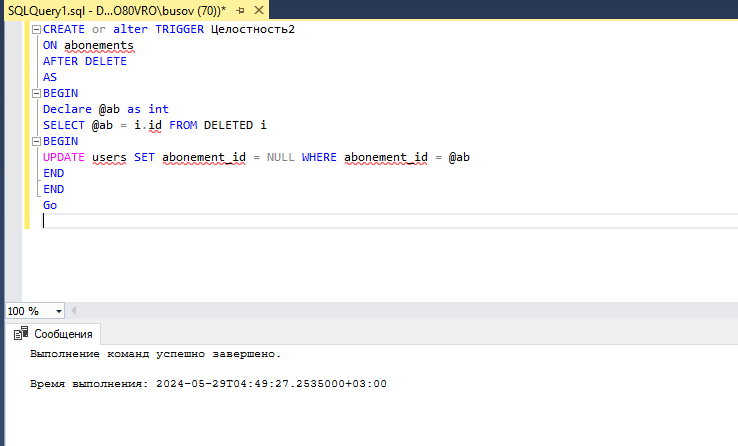 SQLQuery1.sql - D...O80VRO\busov (70))*
CREATE or alter TRIGGER Целостность2
ON abonements
AFTER DELETE
AS
BEGIN
Declare @ab as int
SELECT @ab = i.id FROM DELETED i
BEGIN
UPDATE users SET abonement_id = NULL WHERE abonement_id = @ab
END
END
Go
100 %
Сообщения
Выполнение команд успешно завершено.
Время выполнения: 2024-05-29T04:49:27.2535000+03:00